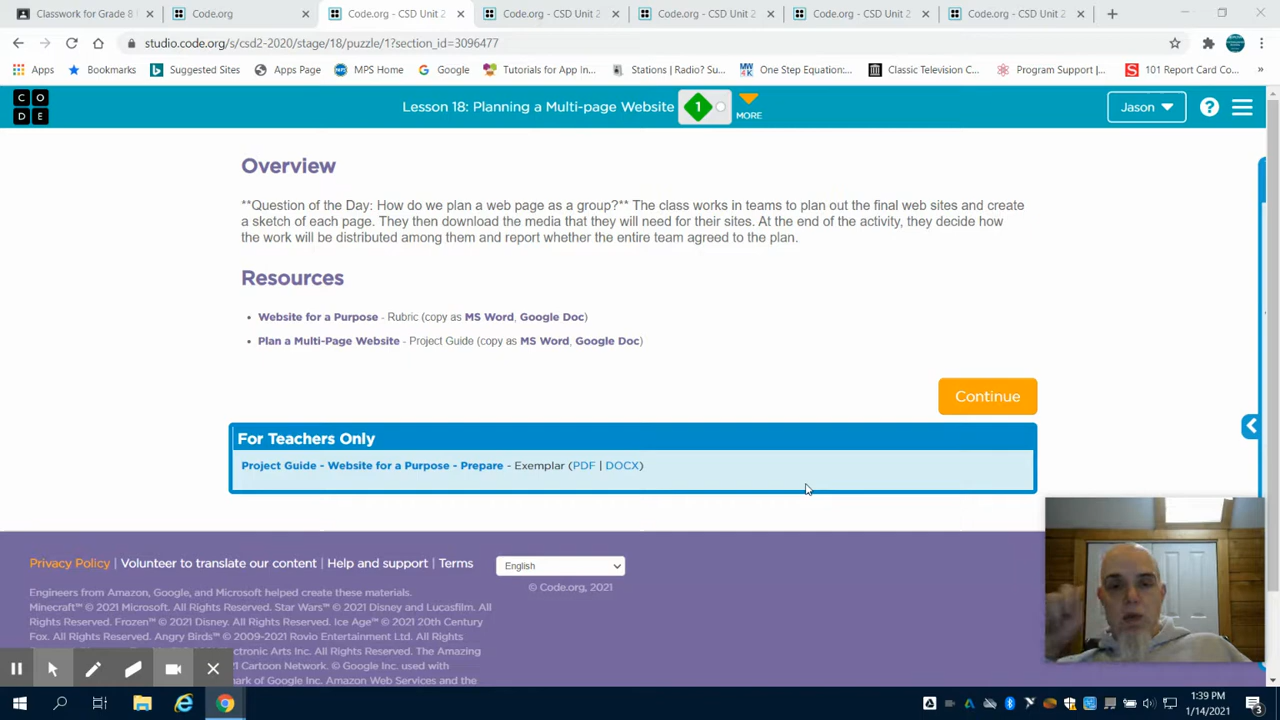 Classwork for Grade 8
Code.org
Code.org - CSD Unit 2
Code.org - CSD Unit 2
Code.org - CSD Unit 2
Code.org - CSD Unit 2
Code.org - CSD Unit 2
studio.code.org/s/csd2-2020/stage/18/puzzle/1?section_id=3096477
Apps
Bookmarks
Suggested Sites
Apps Page
MPS Home
Google
Tutorials for App In...
Stations | Radio? Su...
One Step Equation:...
Classic Television C...
Program Support |...
101 Report Card Co...
C O
D E
Lesson 18: Planning a Multi-page Website
1
MORE
Jason
?
Overview
**Question of the Day: How do we plan a web page as a group?** The class works in teams to plan out the final web sites and create
a sketch of each page. They then download the media that they will need for their sites. At the end of the activity, they decide how
the work will be distributed among them and report whether the entire team agreed to the plan.
Resources
• Website for a Purpose - Rubric (copy as MS Word, Google Doc)
• Plan a Multi-Page Website - Project Guide (copy as MS Word, Google Doc)
Continue
For Teachers Only
Project Guide - Website for a Purpose - Prepare - Exemplar (PDF | DOCX)
Privacy Policy | Volunteer to translate our content | Help and support | Terms
English
© Code.org, 2021
Engineers from Amazon, Google, and Microsoft helped create these materials.
Minecraft™ © 2021 Microsoft. All Rights Reserved. Star Wars™ © 2021 Disney and Lucasfilm. All
Rights Reserved. Frozen™ © 2021 Disney. All Rights Reserved. Ice Age™ © 2021 20th Century
Fox. All Rights Reserved. Angry Birds™ © 2009-2021 Rovio Entertainment Ltd. All Rights
ectronic Arts Inc. All Rights Reserved. The Amazing
21 Cartoon Network. © Google Inc. used with
mark of Google Inc. Amazon Web Services and the
1:39 PM
1/14/2021
3